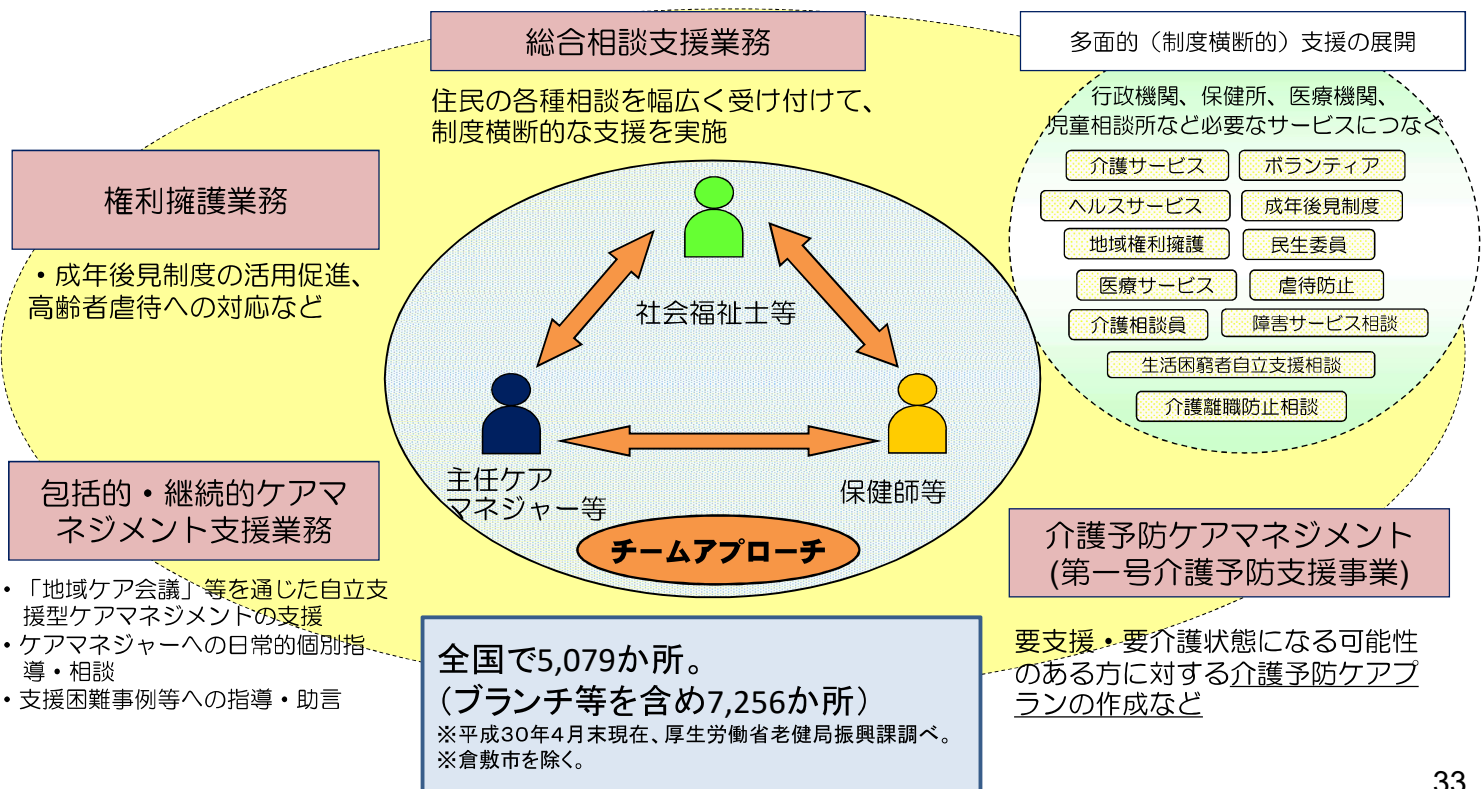 総合相談支援業務
住民の各種相談を幅広く受け付けて、
制度横断的な支援を実施
多面的（制度横断的）支援の展開
行政機関、保健所、医療機関、
児童相談所など必要なサービスにつなぐ
介護サービス
ボランティア
ヘルスサービス
成年後見制度
地域権利擁護
民生委員
医療サービス
虐待防止
介護相談員
障害サービス相談
生活困窮者自立支援相談
介護離職防止相談
権利擁護業務
・成年後見制度の活用促進、
高齢者虐待への対応など
社会福祉士等
主任ケア
マネジャー等
保健師等
チームアプローチ
包括的・継続的ケアマ
ネジメント支援業務
・「地域ケア会議」等を通じた自立支
援型ケアマネジメントの支援
・ケアマネジャーへの日常的個別指
導・相談
・支援困難事例等への指導・助言
介護予防ケアマネジメント
(第一号介護予防支援事業)
要支援・要介護状態になる可能性
のある方に対する介護予防ケアプ
ランの作成など
全国で5,079か所。
（ブランチ等を含め7,256か所）
※平成30年4月末現在、厚生労働省老健局振興課調べ。
※倉敷市を除く。
33